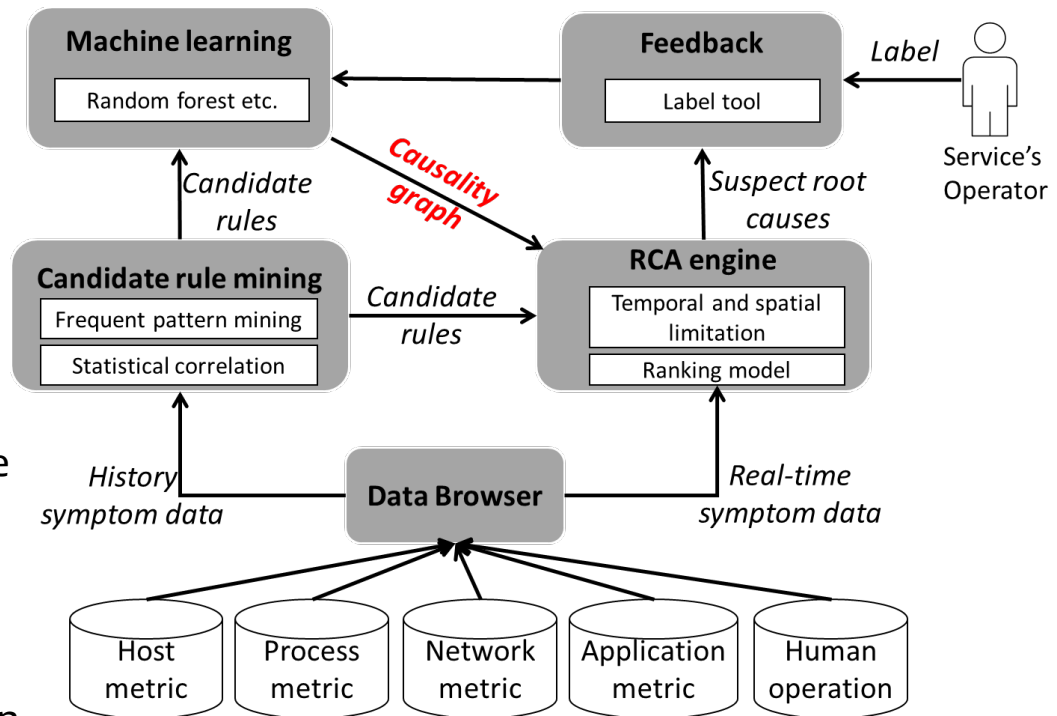 Machine learning
Random forest etc.
Feedback
Label tool
Label
Service's
Operator
Causality
graph
Candidate
rules
Suspect root
causes
Candidate rule mining
Frequent pattern mining
Statistical correlation
Candidate
rules
RCA engine
Temporal and spatial
limitation
Ranking model
History
symptom data
Data Browser
Real-time
symptom data
Host
metric
Process
metric
Network
metric
Application
metric
Human
operation